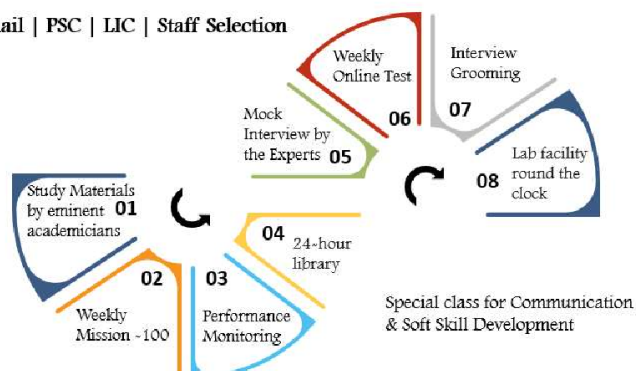 | PSC | LIC | Staff Selection
Study Materials
by eminent 01
academicians
02
Weekly
Mission -100
03
Performance
Monitoring
04
24-hour
library
Mock
Interview by
the Experts 05
Weekly
Online Test
06
Interview
Grooming
07
08 Lab facility
round the
clock
Special class for Communication
& Soft Skill Development